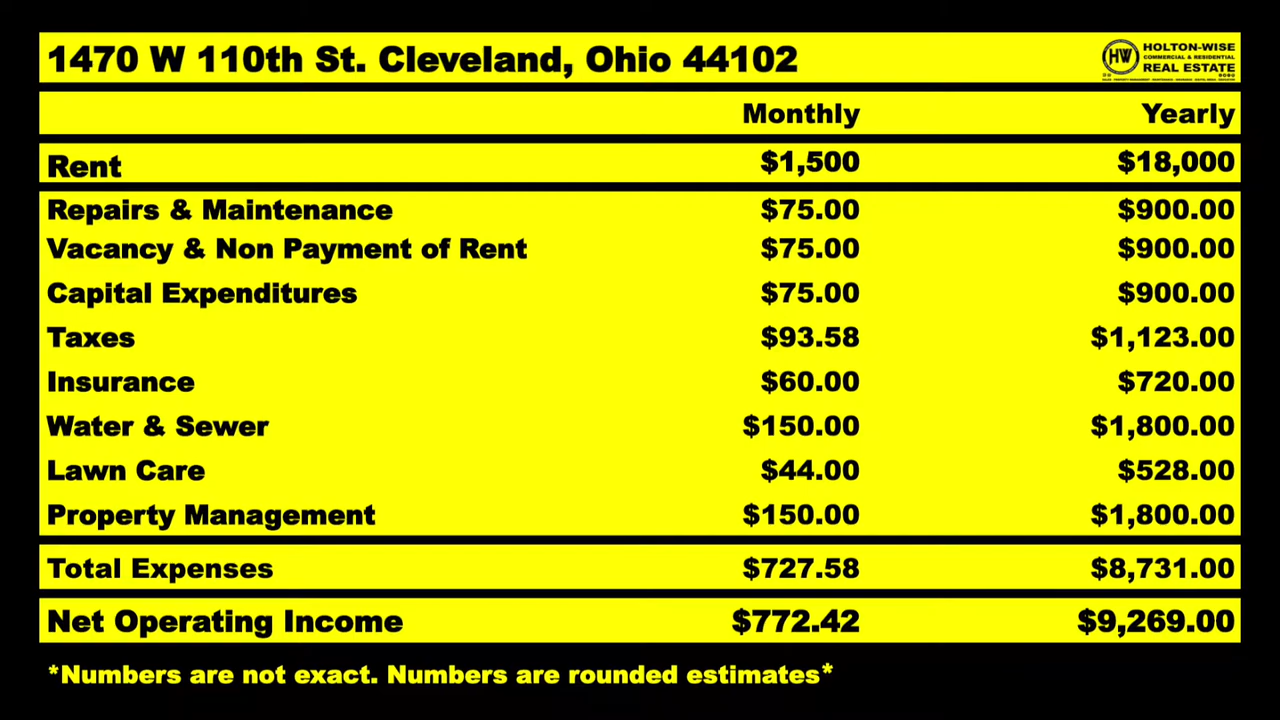 1470 W 110th St. Cleveland, Ohio 44102
HW
HOLTON-WISE
COMMERCIAL & RESIDENTIAL
REAL ESTATE
Monthly Yearly
Rent $1,500 $18,000
Repairs & Maintenance $75.00 $900.00
Vacancy & Non Payment of Rent $75.00 $900.00
Capital Expenditures $75.00 $900.00
Taxes $93.58 $1,123.00
Insurance $60.00 $720.00
Water & Sewer $150.00 $1,800.00
Lawn Care $44.00 $528.00
Property Management $150.00 $1,800.00
Total Expenses $727.58 $8,731.00
Net Operating Income $772.42 $9,269.00
*Numbers are not exact. Numbers are rounded estimates*